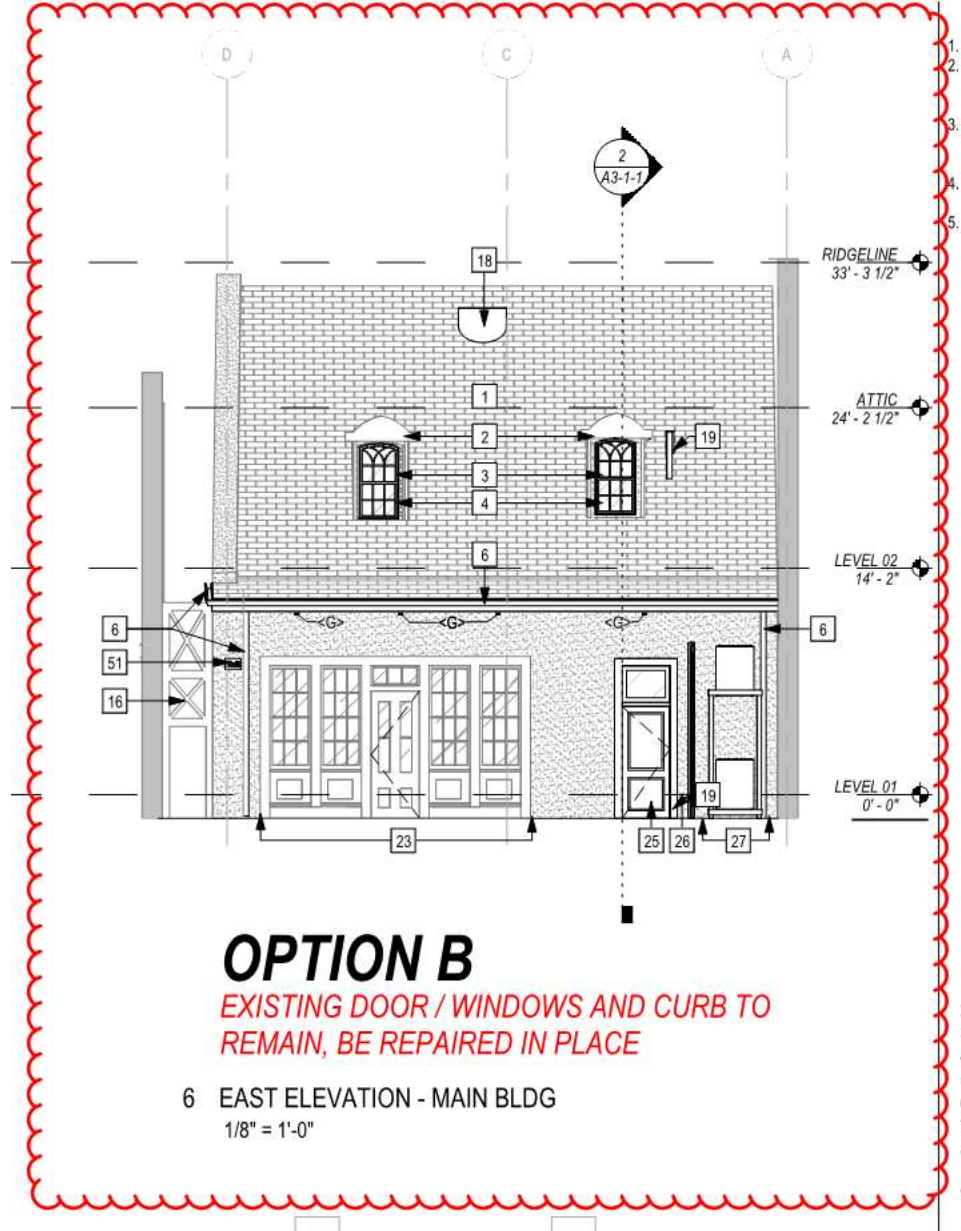 D
C
A
1.
2.
3.
4.
5.
2
A3-1-1
RIDGELINE
33' - 3 1/2"
18
ATTIC
24' - 2 1/2"
1
2
19
3
4
LEVEL 02
14' - 2"
6
<G>
<G>
<G>
6
6
51
16
LEVEL 01
0' - 0"
19
23
25
26
27
OPTION B
EXISTING DOOR / WINDOWS AND CURB TO
REMAIN, BE REPAIRED IN PLACE
6 EAST ELEVATION - MAIN BLDG
1/8" = 1'-0"